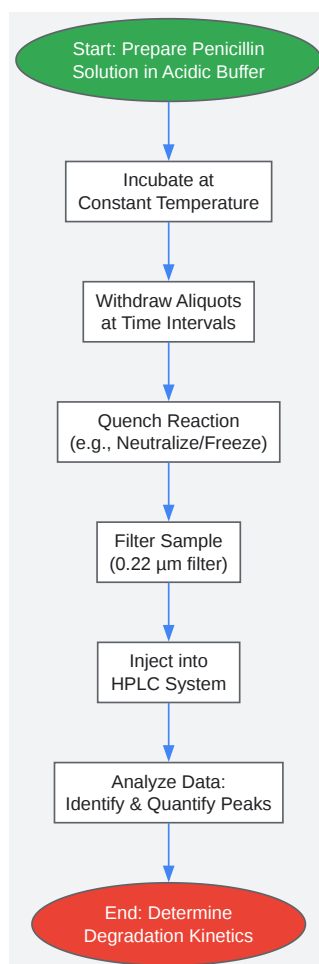 Start: Prepare Penicillin
Solution in Acidic Buffer
Incubate at
Constant Temperature
Withdraw Aliquots
at Time Intervals
Quench Reaction
(e.g., Neutralize/Freeze)
Filter Sample
(0.22 µm filter)
Inject into
HPLC System
Analyze Data:
Identify & Quantify Peaks
End: Determine
Degradation Kinetics